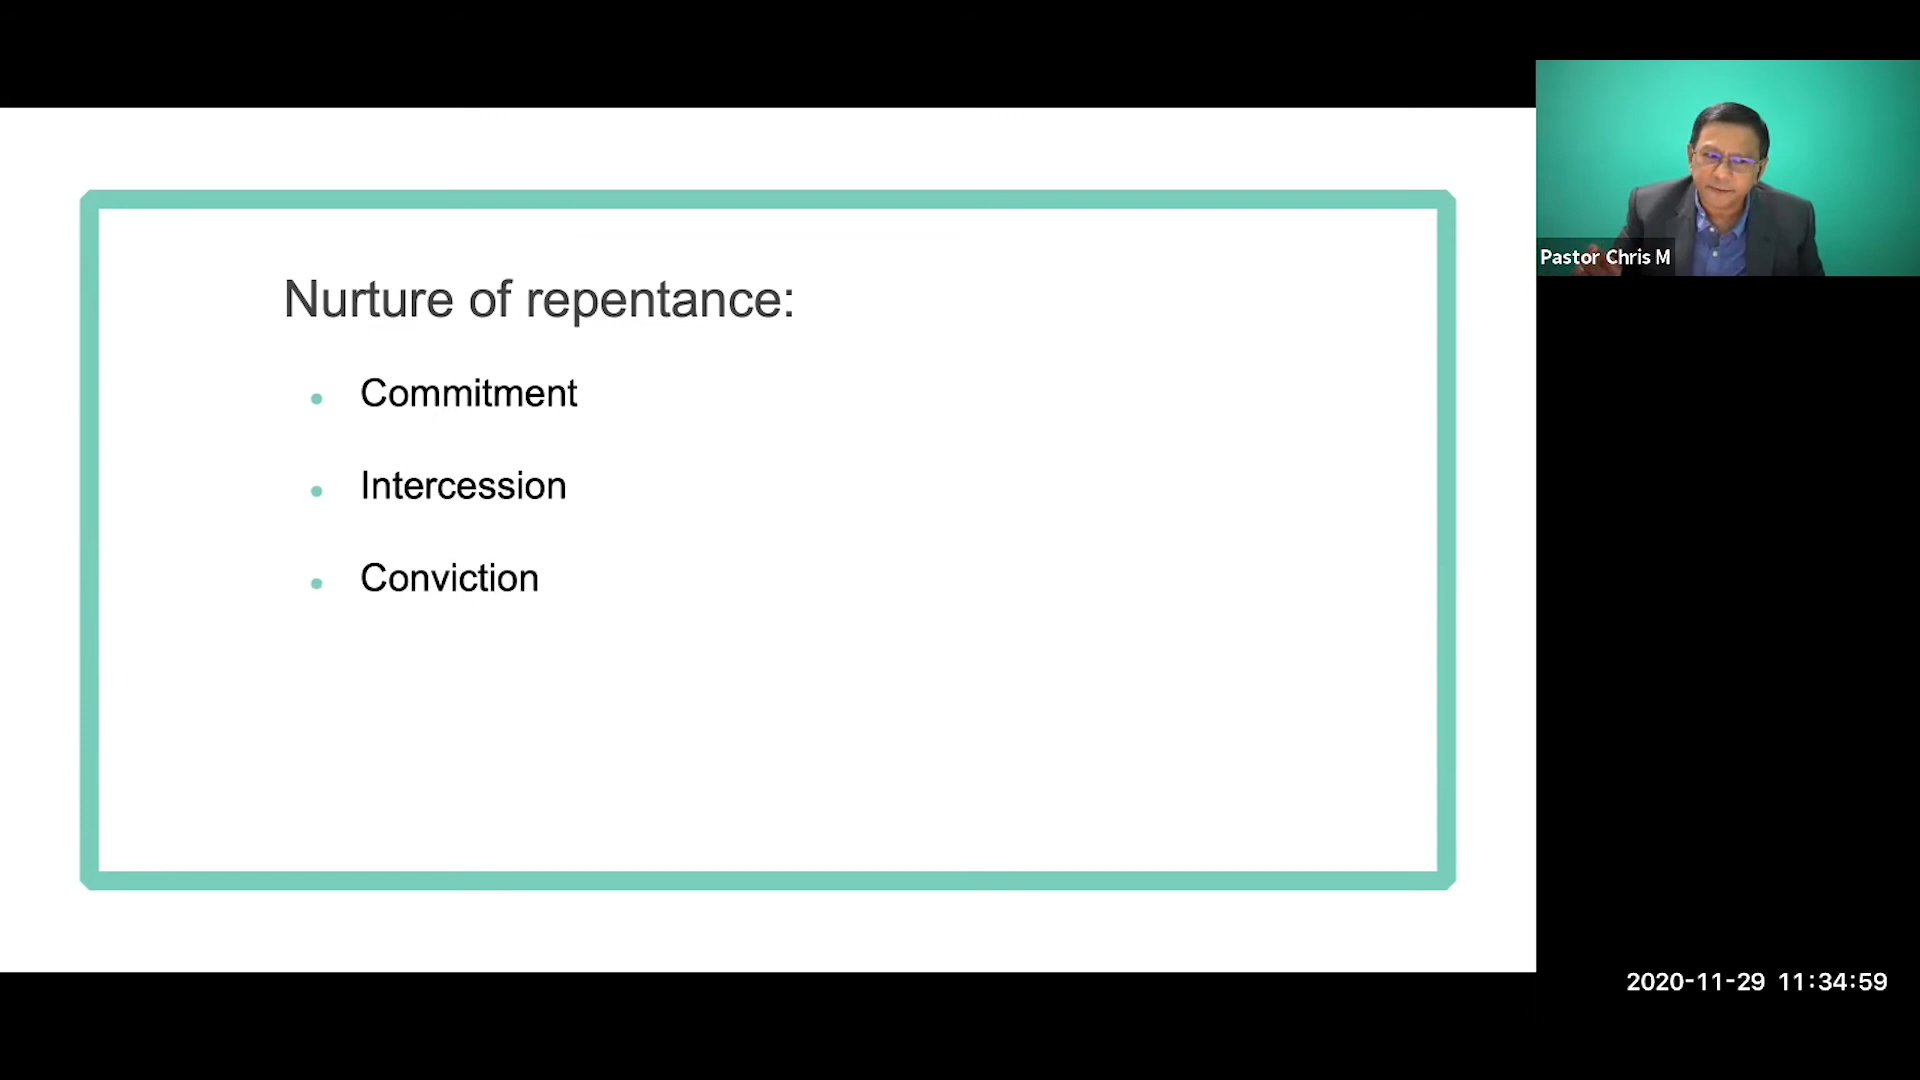 Nurture of repentance:
Commitment
Intercession
Conviction
Pastor Chris M
2020-11-29 11:34:59